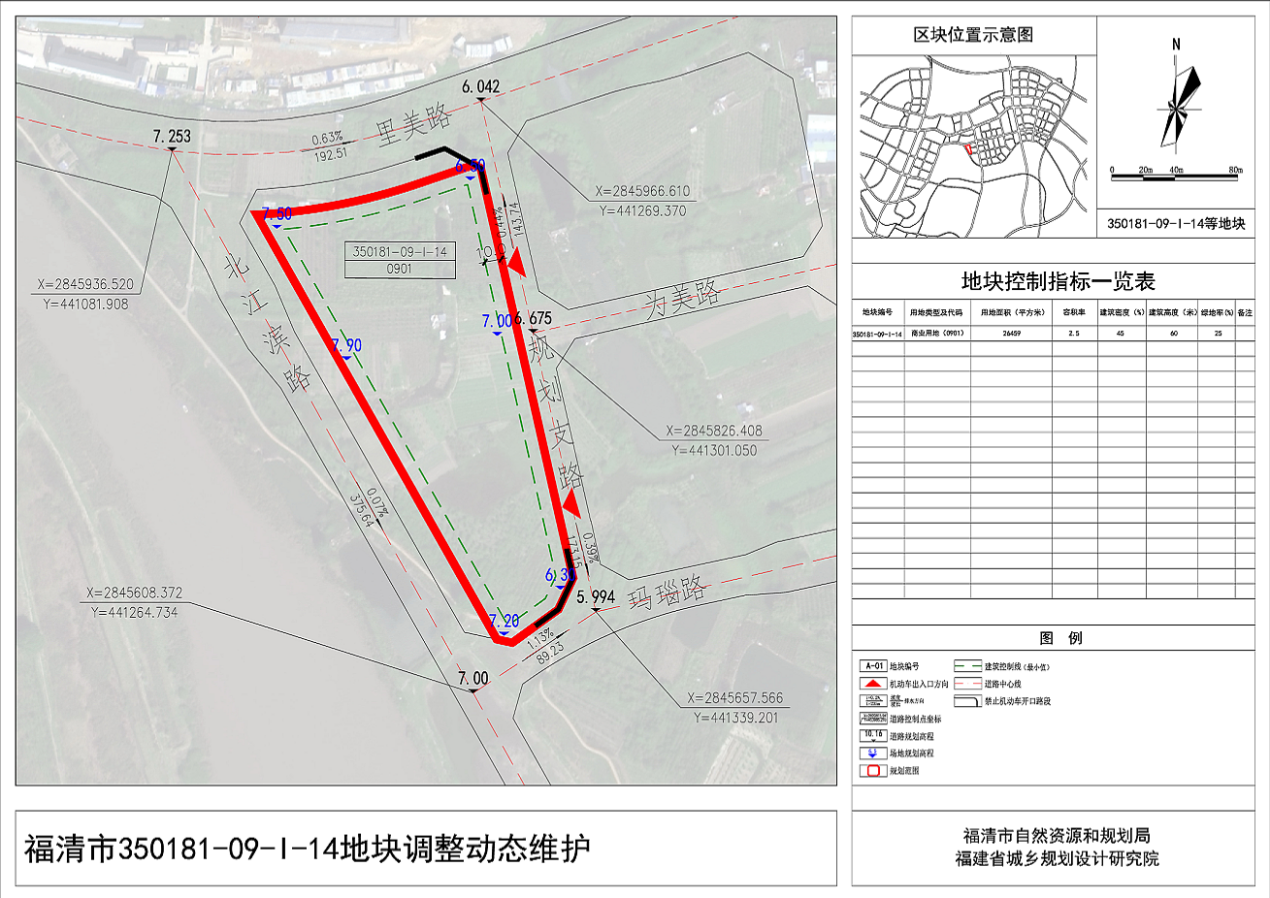 里美路
6.042
7.253
0.63%
192.51
6.50
X=2845966.610
Y=441269.370
0.44%
143.74
7.50
350181-09-I-14
0901
北江滨路
X=2845936.520
Y=441081.908
为美路
7.00
6.675
7.90
规划支路
X=2845826.408
Y=441301.050
0.07%
375.64
0.39%
173.15
X=2845608.372
Y=441264.734
7.20
5.994
玛瑙路
1.13%
89.23
7.00
X=2845657.566
Y=441339.201
福清市350181-09-I-14地块调整动态维护
区块位置示意图
N
0 20m 40m 80m
350181-09-I-14等地块
地块控制指标一览表
地块编号 用地类型及代码 用地面积（平方米） 容积率 建筑密度（%） 建筑高度（米） 绿地率(%) 备注
350181-09-I-14 商业用地（0901） 26459 2.5 45 60 25
图 例
A-01 地块编号
建筑控制线（最小值）
机动车出入口方向
道路中心线
禁止机动车开口路段
道路控制点坐标
10.16 道路规划高程
场地规划高程
规划范围
福清市自然资源和规划局
福建省城乡规划设计研究院